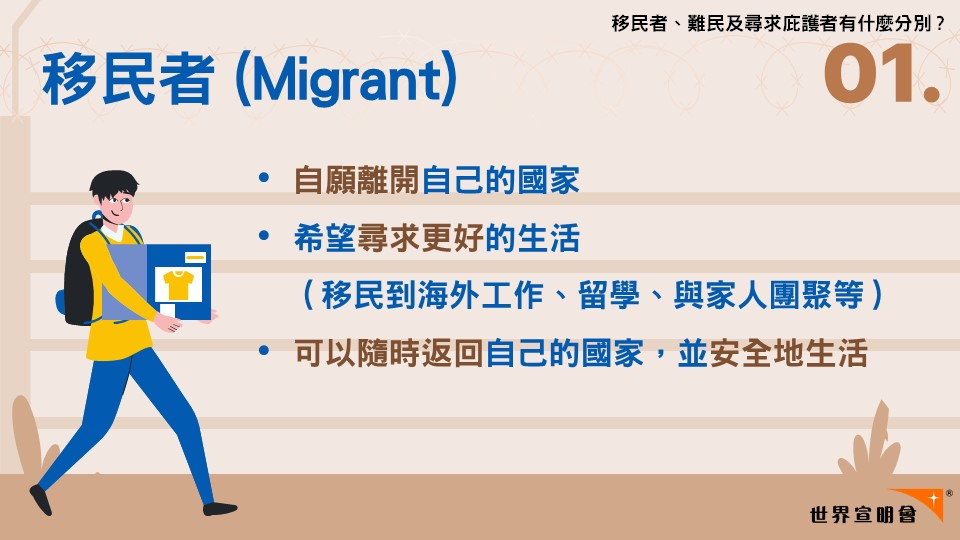 移民者、難民及尋求庇護者有什麼分別？
移民者 (Migrant)
01.
• 自願離開自己的國家
• 希望尋求更好的生活
（移民到海外工作、留學、與家人團聚等）
• 可以隨時返回自己的國家，並安全地生活
世界宣明會®